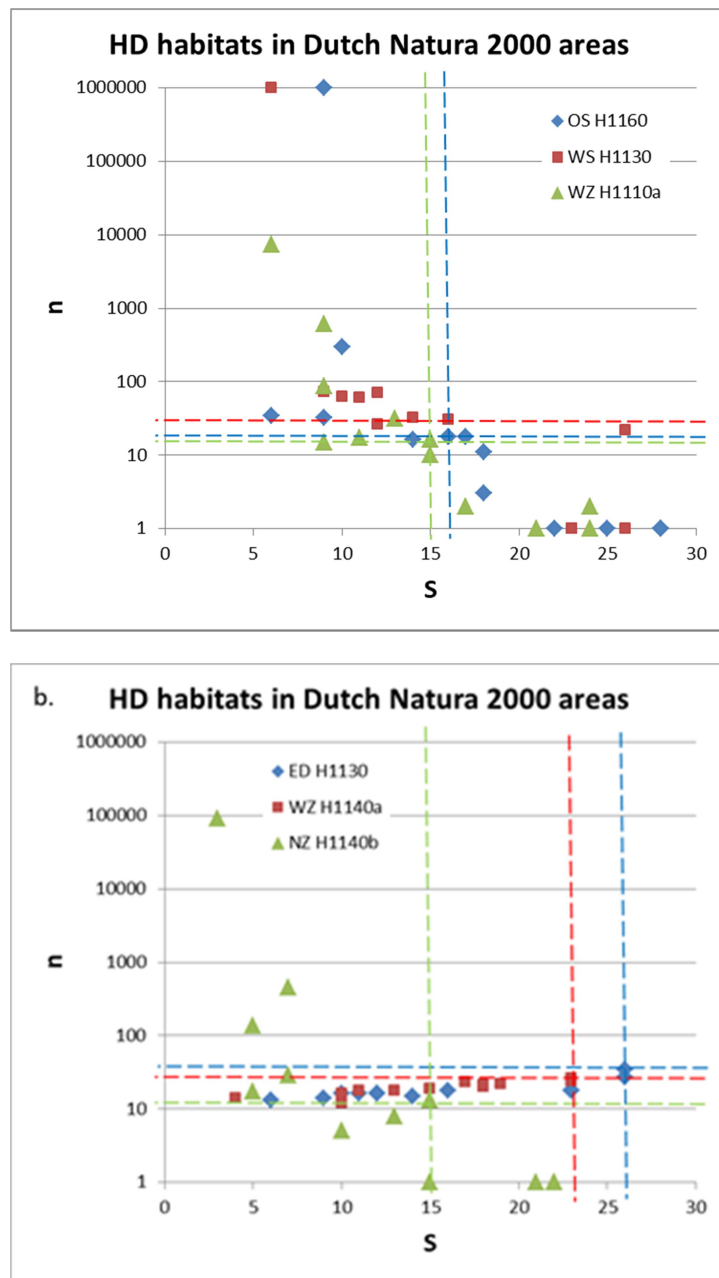 HD habitats in Dutch Natura 2000 areas
1000000
100000
10000
1000
100
10
1
n
OS H1160
WS H1130
WZ H1110a
0 5 10 15 20 25 30
S
b. HD habitats in Dutch Natura 2000 areas
1000000
100000
10000
1000
100
10
1
n
ED H1130
WZ H1140a
NZ H1140b
0 5 10 15 20 25 30
S